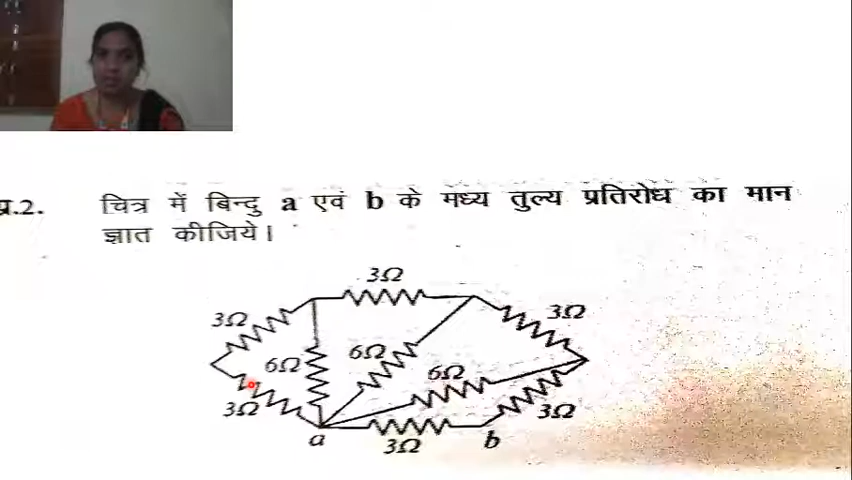 प्र.2. चित्र में बिन्दु a एवं b के मध्य तुल्य प्रतिरोध का मान
ज्ञात कीजिये।
3Ω
3Ω
3Ω
6Ω
6Ω
6Ω
3Ω
3Ω
a
3Ω
b